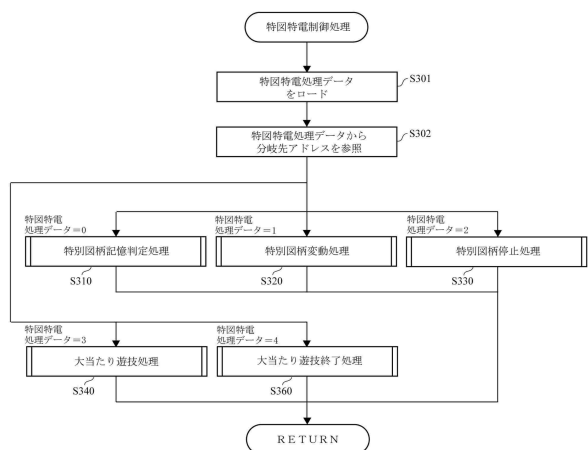 特図特電制御処理
特図特電処理データ
をロード
S301
特図特電処理データから
分岐先アドレスを参照
S302
特図特電
処理データ=0
特図特電
処理データ=1
特図特電
処理データ=2
特別図柄記憶判定処理
特別図柄変動処理
特別図柄停止処理
S310
S320
S330
特図特電
処理データ=3
特図特電
処理データ=4
大当たり遊技処理
大当たり遊技終了処理
S340
S360
RETURN